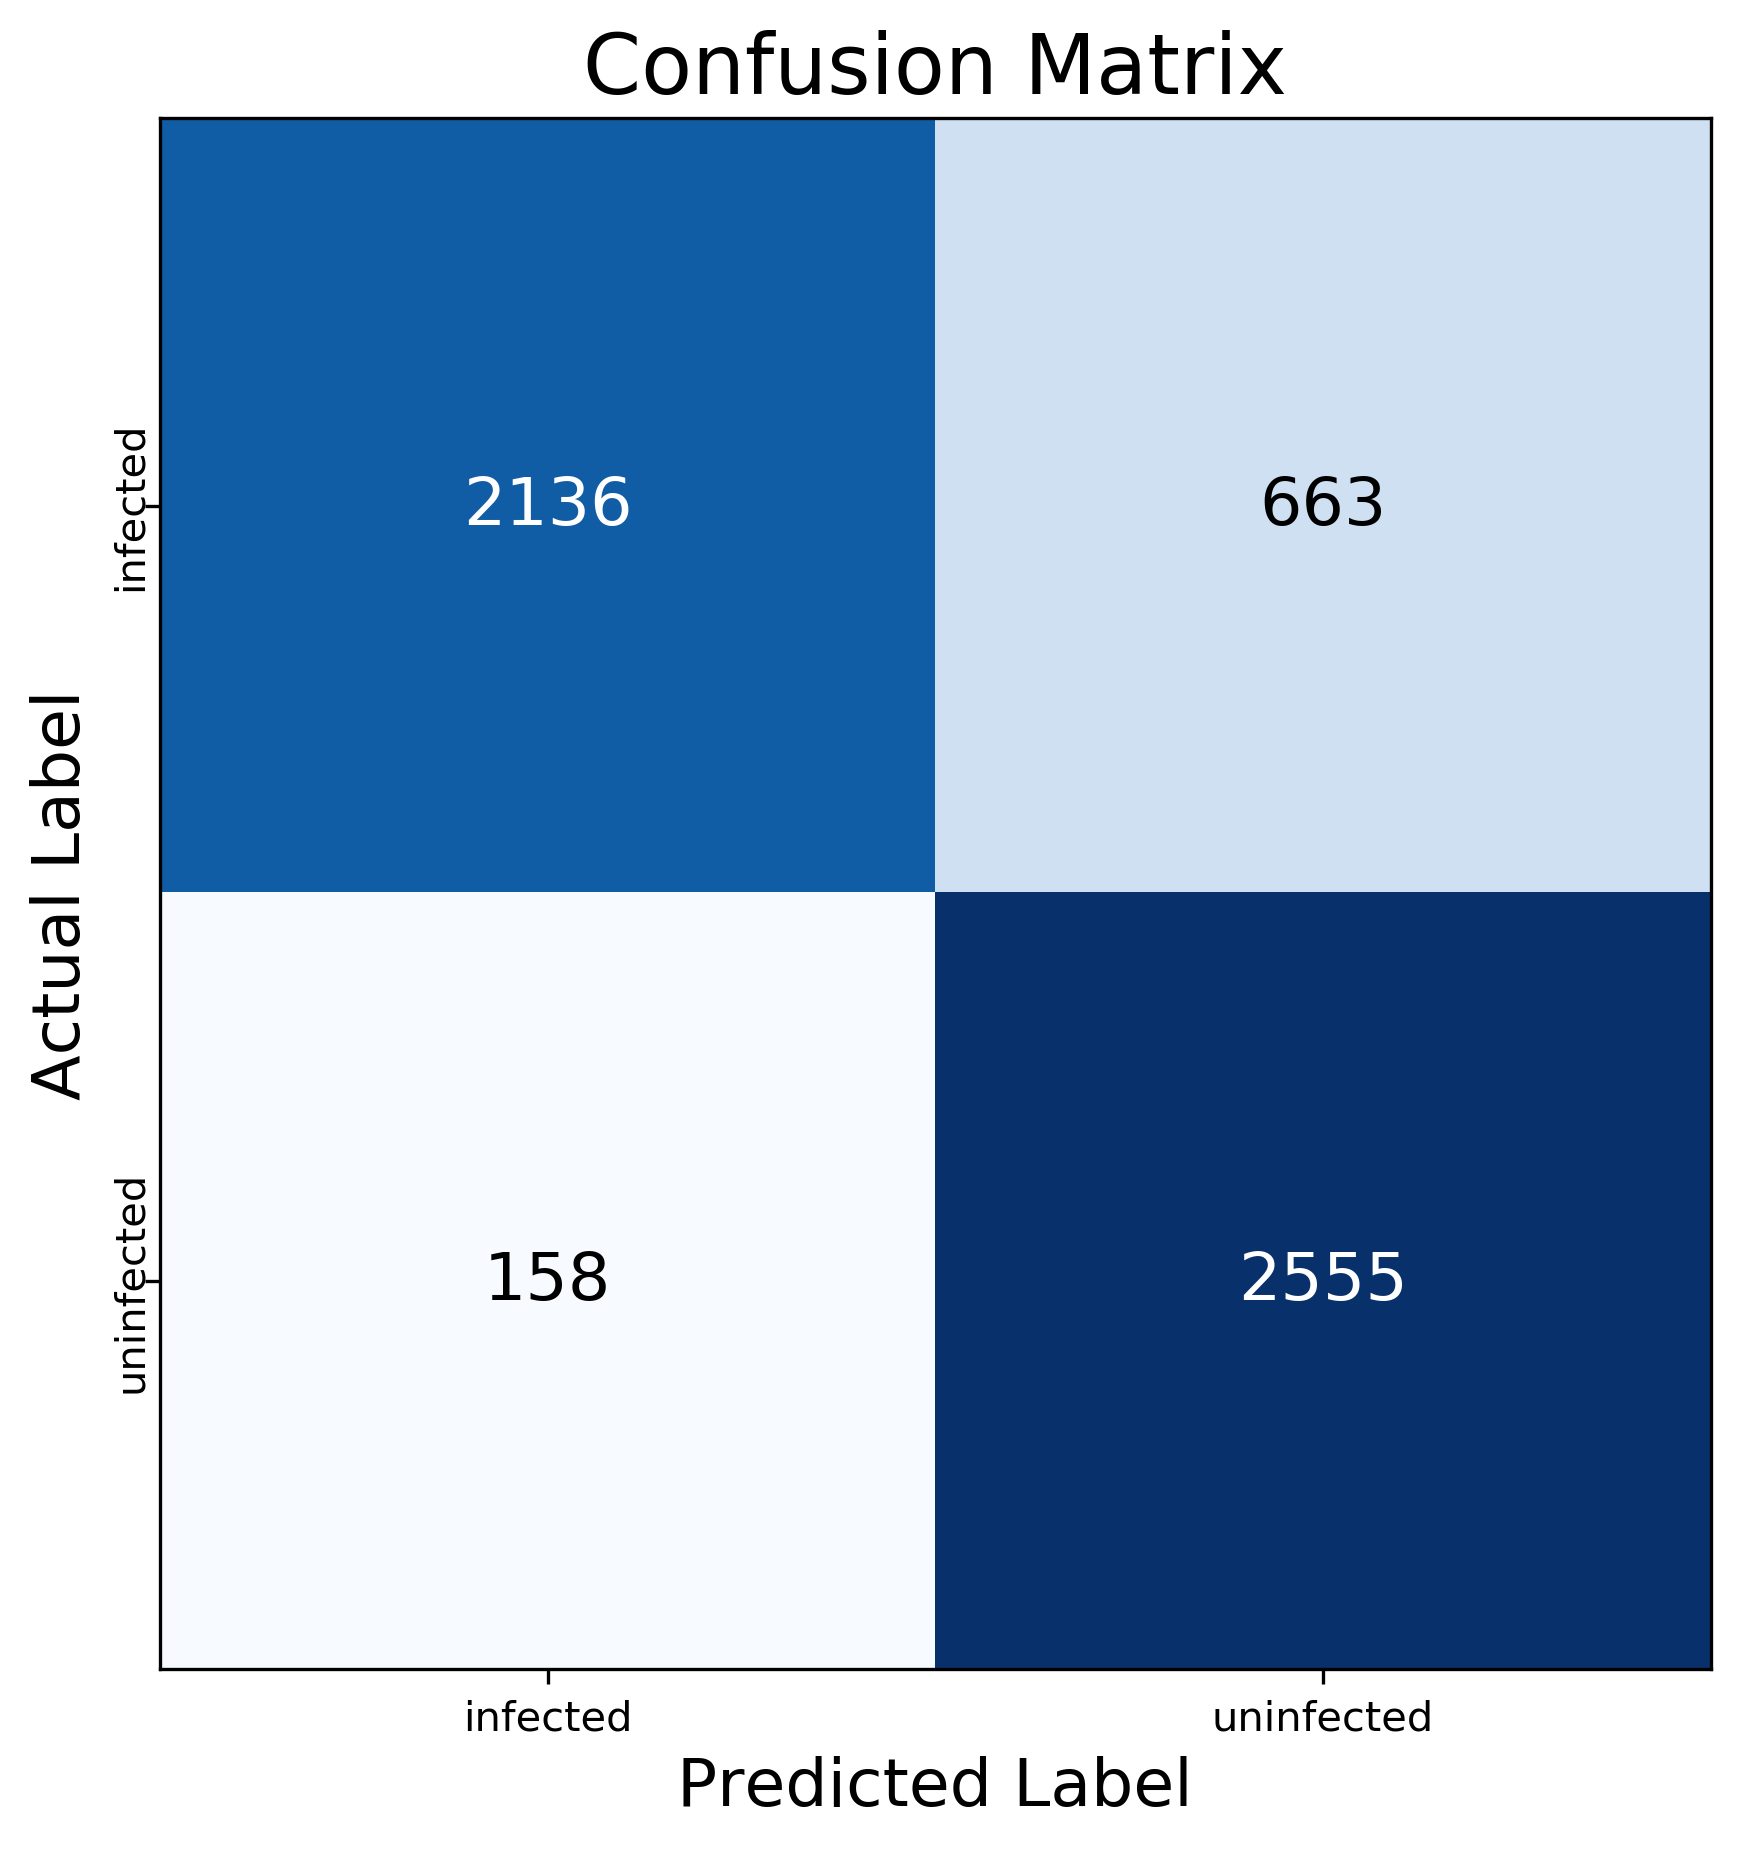 Confusion Matrix
Actual Label
infected
2136
663
uninfected
158
2555
infected
uninfected
Predicted Label